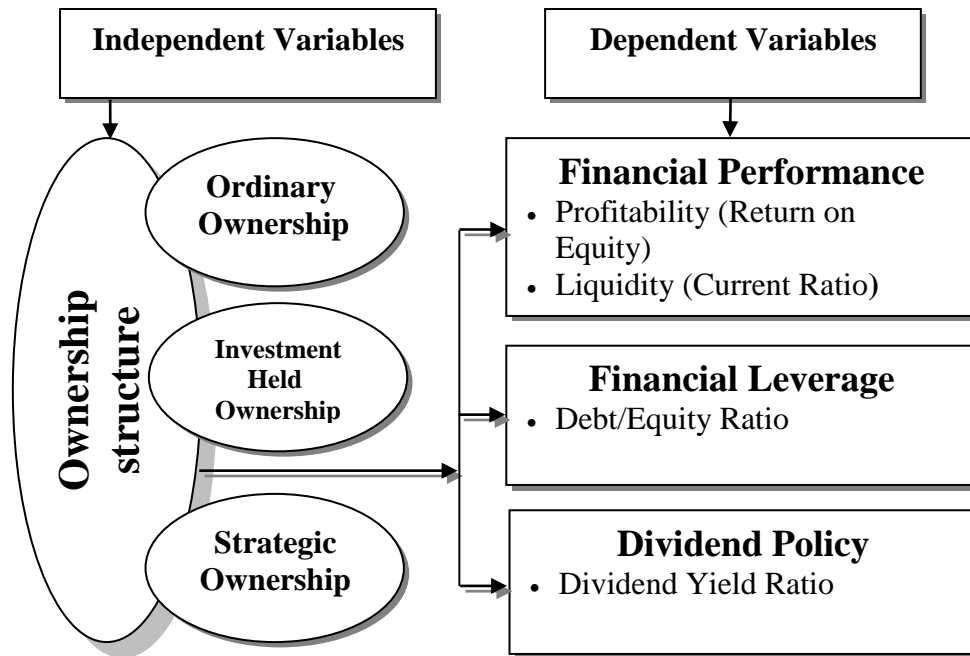 Independent Variables
Dependent Variables
Ownership
structure
Ordinary
Ownership
Investment
Held
Ownership
Strategic
Ownership
Financial Performance
• Profitability (Return on
Equity)
• Liquidity (Current Ratio)
Financial Leverage
• Debt/Equity Ratio
Dividend Policy
• Dividend Yield Ratio